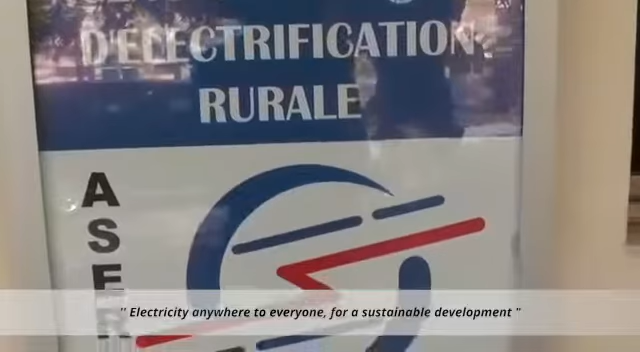 D'ELECTRIFICATION
RURALE
A
S
E
R
" Electricity anywhere to everyone, for a sustainable development "